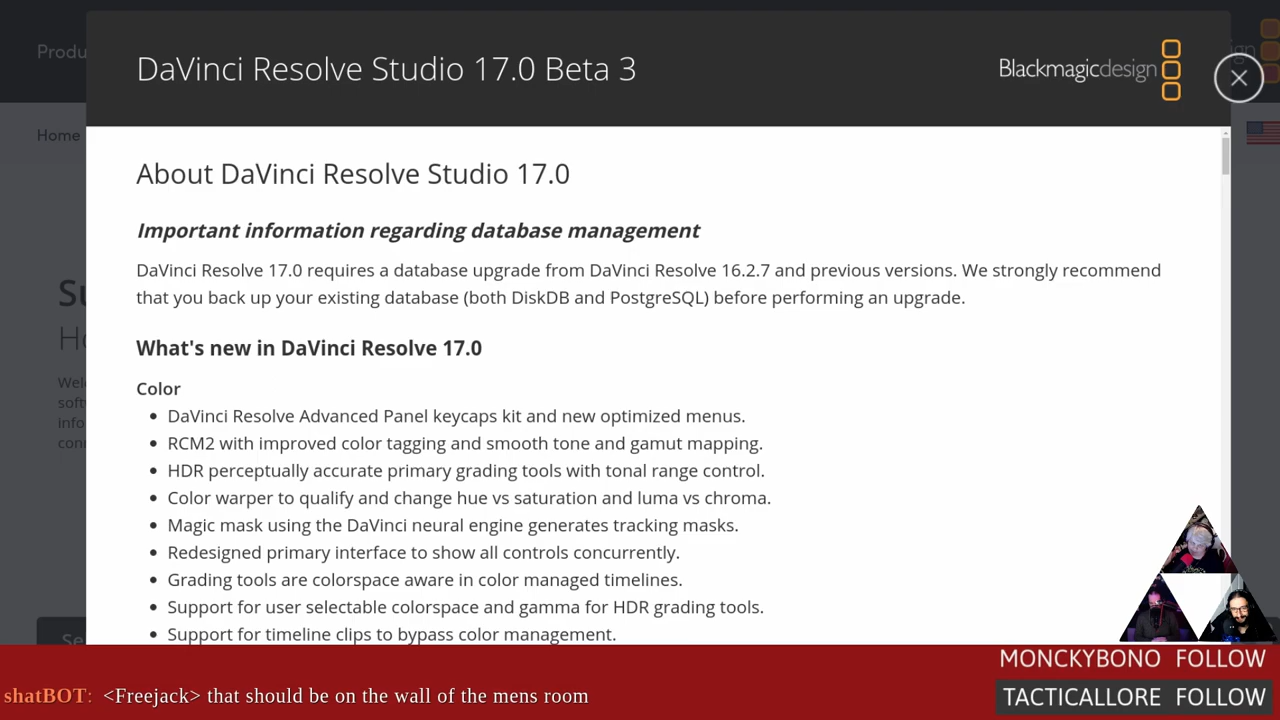 Produ
DaVinci Resolve Studio 17.0 Beta 3
Blackmagicdesign
Home
About DaVinci Resolve Studio 17.0
Important information regarding database management
DaVinci Resolve 17.0 requires a database upgrade from DaVinci Resolve 16.2.7 and previous versions. We strongly recommend
that you back up your existing database (both DiskDB and PostgreSQL) before performing an upgrade.
What's new in DaVinci Resolve 17.0
Color
• DaVinci Resolve Advanced Panel keycaps kit and new optimized menus.
• RCM2 with improved color tagging and smooth tone and gamut mapping.
• HDR perceptually accurate primary grading tools with tonal range control.
• Color warper to qualify and change hue vs saturation and luma vs chroma.
• Magic mask using the DaVinci neural engine generates tracking masks.
• Redesigned primary interface to show all controls concurrently.
• Grading tools are colorspace aware in color managed timelines.
• Support for user selectable colorspace and gamma for HDR grading tools.
• Support for timeline clips to bypass color management.
Su
Ho
Wel
soft
info
con
Se
MONCKYBONO FOLLOW
shatBOT: <Freejack> that should be on the wall of the mens room
TACTICALLORE FOLLOW